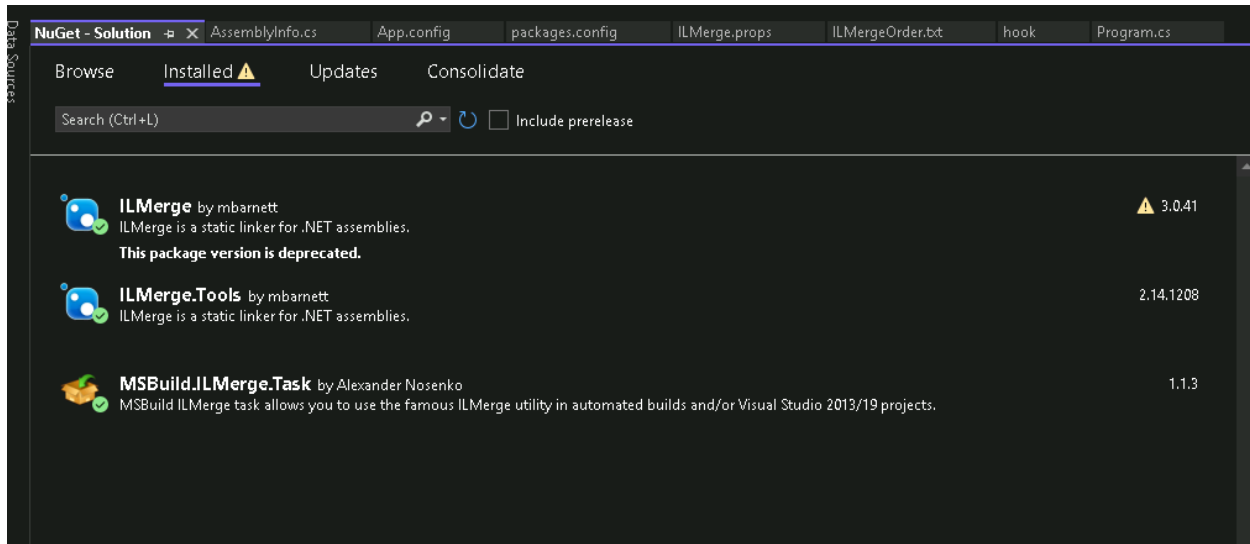 Data Sources
NuGet - Solution AssemblyInfo.cs App.config packages.config ILMerge.props ILMergeOrder.txt hook Program.cs
Browse Installed Updates Consolidate
Search (Ctrl+L) Include prerelease
ILMerge by mbarnett 3.0.41
ILMerge is a static linker for .NET assemblies.
This package version is deprecated.
ILMerge.Tools by mbarnett 2.14.1208
ILMerge is a static linker for .NET assemblies.
MSBuild.ILMerge.Task by Alexander Nosenko 1.1.3
MSBuild ILMerge task allows you to use the famous ILMerge utility in automated builds and/or Visual Studio 2013/19 projects.